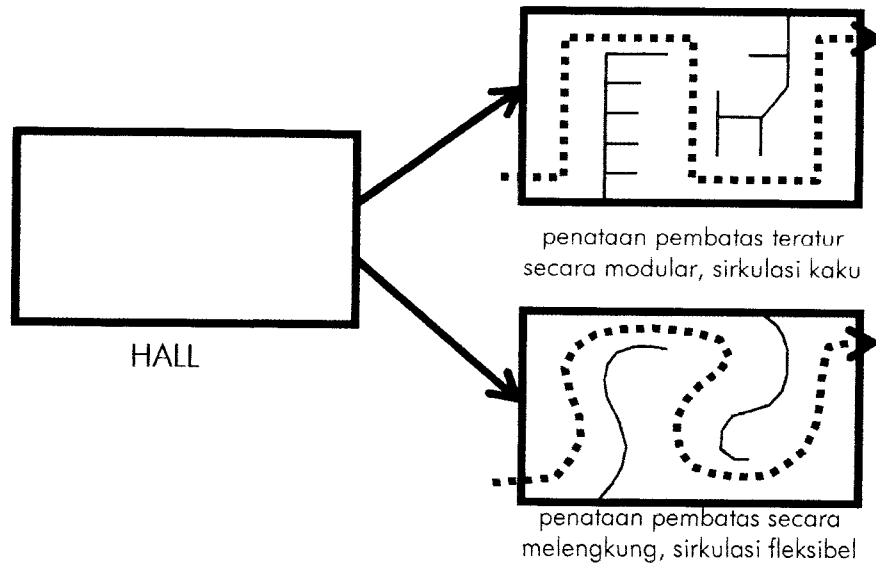 HALL
penataan pembatas teratur
secara modular, sirkulasi kaku
penataan pembatas secara
melengkung, sirkulasi fleksibel